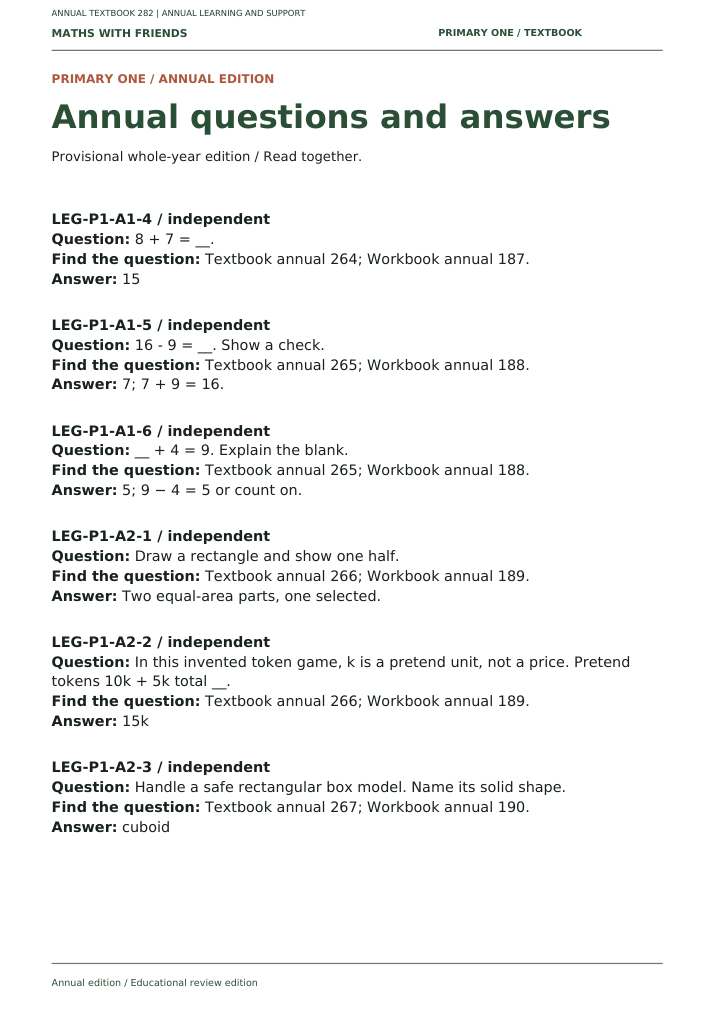 ANNUAL TEXTBOOK 282 | ANNUAL LEARNING AND SUPPORT
MATHS WITH FRIENDS
PRIMARY ONE / TEXTBOOK
PRIMARY ONE / ANNUAL EDITION
Annual questions and answers
Provisional whole-year edition / Read together.
LEG-P1-A1-4 / independent
Question: 8 + 7 = __.
Find the question: Textbook annual 264; Workbook annual 187.
Answer: 15
LEG-P1-A1-5 / independent
Question: 16 - 9 = __. Show a check.
Find the question: Textbook annual 265; Workbook annual 188.
Answer: 7; 7 + 9 = 16.
LEG-P1-A1-6 / independent
Question: __ + 4 = 9. Explain the blank.
Find the question: Textbook annual 265; Workbook annual 188.
Answer: 5; 9 − 4 = 5 or count on.
LEG-P1-A2-1 / independent
Question: Draw a rectangle and show one half.
Find the question: Textbook annual 266; Workbook annual 189.
Answer: Two equal-area parts, one selected.
LEG-P1-A2-2 / independent
Question: In this invented token game, k is a pretend unit, not a price. Pretend
tokens 10k + 5k total __.
Find the question: Textbook annual 266; Workbook annual 189.
Answer: 15k
LEG-P1-A2-3 / independent
Question: Handle a safe rectangular box model. Name its solid shape.
Find the question: Textbook annual 267; Workbook annual 190.
Answer: cuboid
Annual edition / Educational review edition